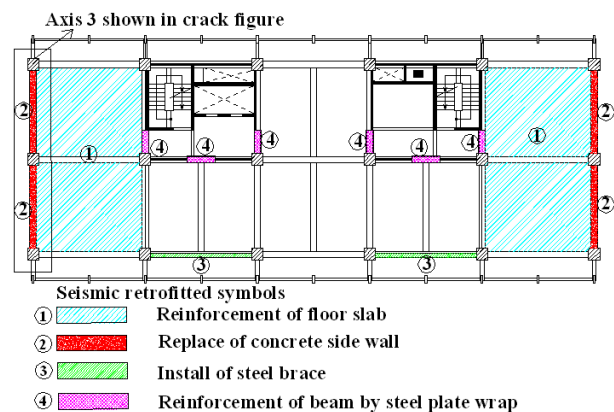 Axis 3 shown in crack figure
② ②
④ ④ ④ ④ ④ ④
① ①
② ②
③ ③
Seismic retrofitted symbols
① Reinforcement of floor slab
② Replace of concrete side wall
③ Install of steel brace
④ Reinforcement of beam by steel plate wrap